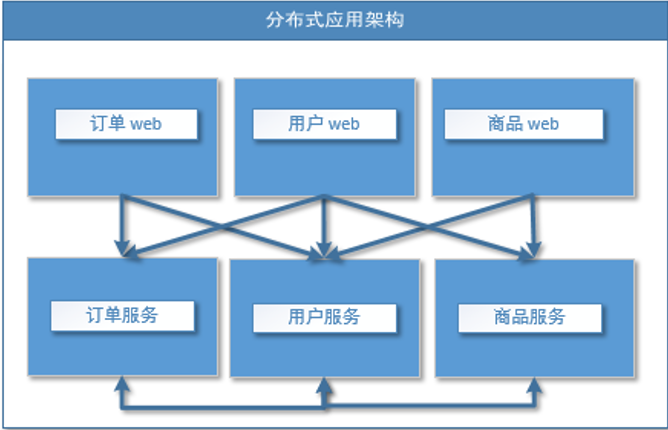 分布式应用架构
订单 web
用户 web
商品 web
订单服务
用户服务
商品服务